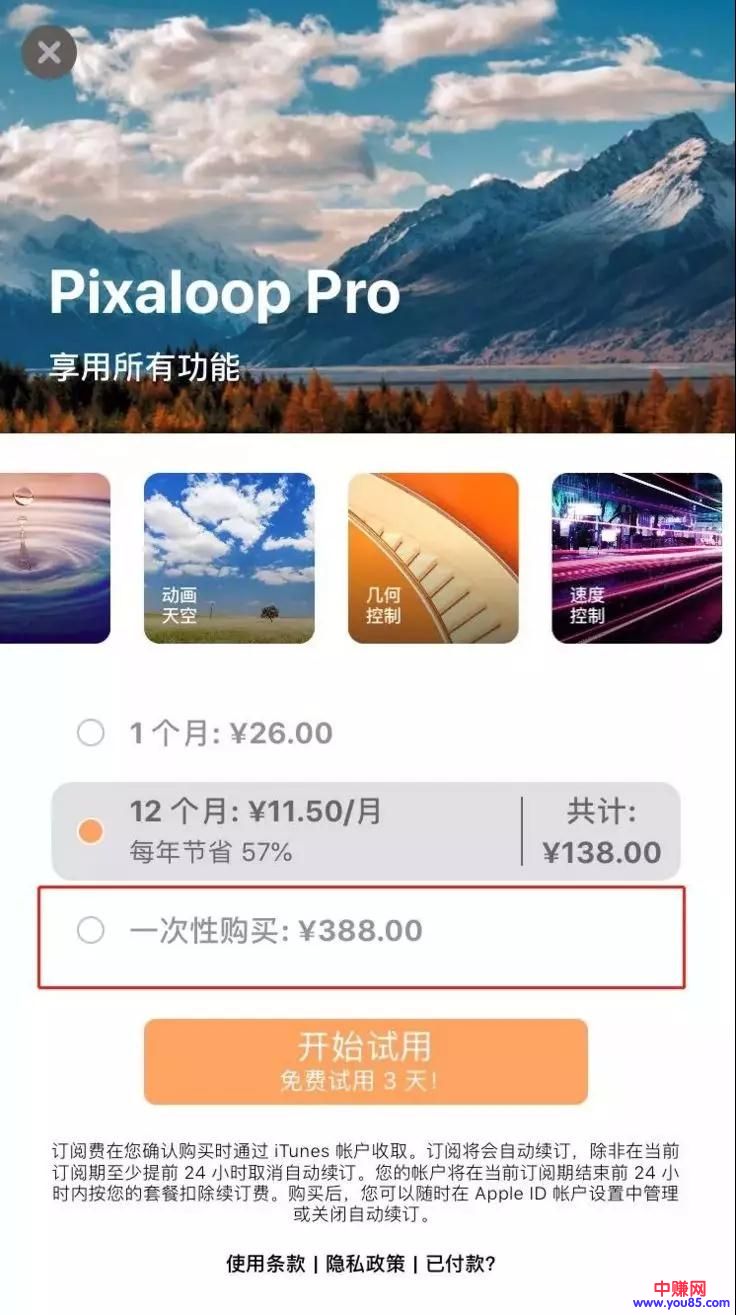 Pixaloop Pro
享用所有功能
动画
天空
几何
控制
速度
控制
1 个月: ¥26.00
12 个月: ¥11.50/月
每年节省 57%
共计:
¥138.00
一次性购买: ¥388.00
开始试用
免费试用 3 天!
订阅费在您确认购买时通过 iTunes 帐户收取。订阅将会自动续订，除非在当前
订阅期至少提前 24 小时取消自动续订。您的帐户将在当前订阅期结束前 24 小
时内按您的套餐扣除续订费。购买后，您可以随时在 Apple ID 帐户设置中管理
或关闭自动续订。
使用条款 | 隐私政策 | 已付款?
中赚网
www.you85.com